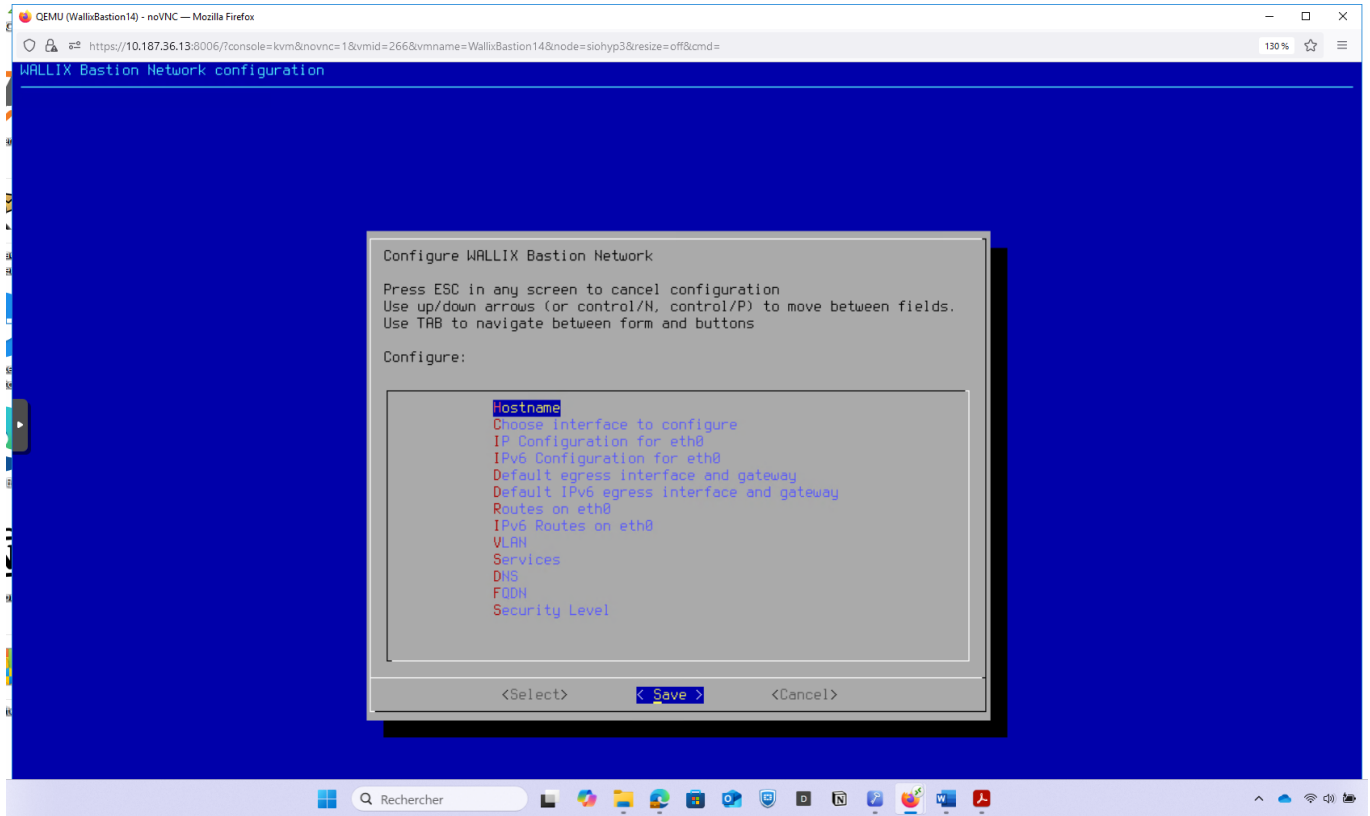 QEMU (WallixBastion14) - noVNC — Mozilla Firefox
https://10.187.36.13:8006/?console=kvm&novnc=1&vmid=266&vmname=WallixBastion14&node=siohyp3&resize=off&cmd=
130 %
WALLIX Bastion Network configuration
Configure WALLIX Bastion Network
Press ESC in any screen to cancel configuration
Use up/down arrows (or control/N, control/P) to move between fields.
Use TAB to navigate between form and buttons
Configure:
Hostname
Choose interface to configure
IP Configuration for eth0
IPv6 Configuration for eth0
Default egress interface and gateway
Default IPv6 egress interface and gateway
Routes on eth0
IPv6 Routes on eth0
VLAN
Services
DNS
FQDN
Security Level
<Select> < Save > <Cancel>
Rechercher